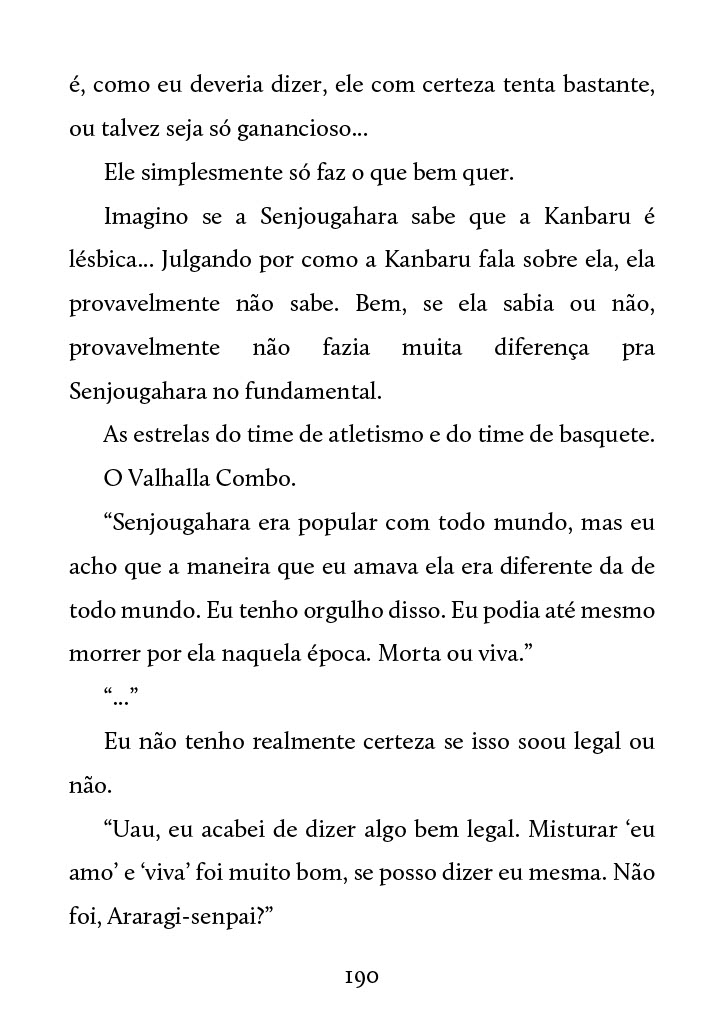 é, como eu deveria dizer, ele com certeza tenta bastante,
ou talvez seja só ganancioso...
Ele simplesmente só faz o que bem quer.
Imagino se a Senjougahara sabe que a Kanbaru é
lésbica... Julgando por como a Kanbaru fala sobre ela, ela
provavelmente não sabe. Bem, se ela sabia ou não,
provavelmente não fazia muita diferença pra
Senjougahara no fundamental.
As estrelas do time de atletismo e do time de basquete.
O Valhalla Combo.
“Senjougahara era popular com todo mundo, mas eu
acho que a maneira que eu amava ela era diferente da de
todo mundo. Eu tenho orgulho disso. Eu podia até mesmo
morrer por ela naquela época. Morta ou viva.”
“...”
Eu não tenho realmente certeza se isso soou legal ou
não.
“Uau, eu acabei de dizer algo bem legal. Misturar ‘eu
amo’ e ‘viva’ foi muito bom, se posso dizer eu mesma. Não
foi, Araragi-senpai?”
190